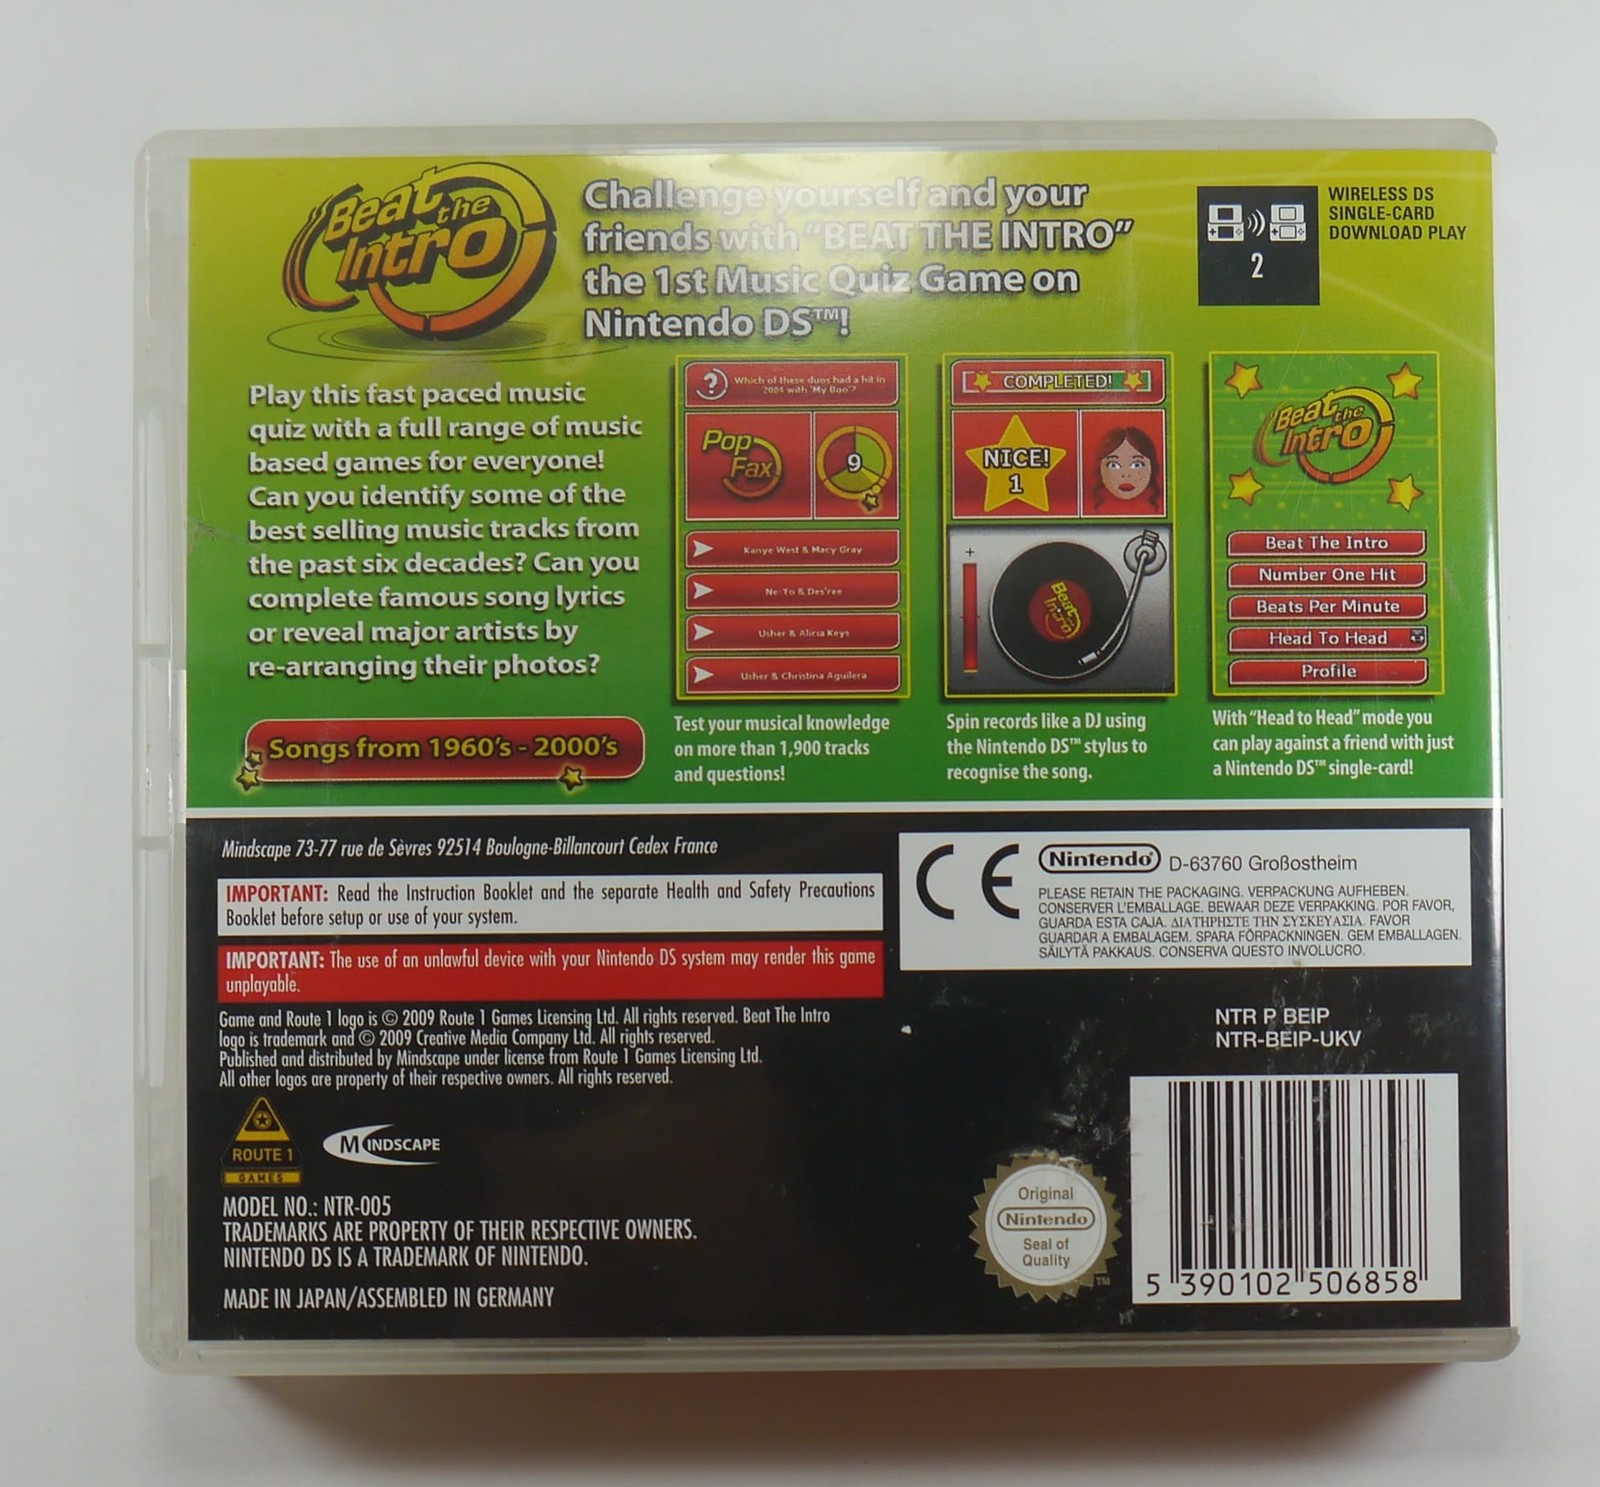 Beat the
Intro
Challenge yourself and your
friends with "BEAT THE INTRO"
the 1st Music Quiz Game on
Nintendo DS™!
2
WIRELESS DS
SINGLE-CARD
DOWNLOAD PLAY
Play this fast paced music
quiz with a full range of music
based games for everyone!
Can you identify some of the
best selling music tracks from
the past six decades? Can you
complete famous song lyrics
or reveal major artists by
re-arranging their photos?
Songs from 1960's - 2000's
?
Which of these duos had a hit in
2004 with 'My Boo'?
Pop
Fax
9
Kanye West & Macy Gray
Ne-Yo & Des'ree
Usher & Alicia Keys
Usher & Christina Aguilera
Test your musical knowledge
on more than 1,900 tracks
and questions!
COMPLETED!
NICE!
1
+
-
Beat the
Intro
Spin records like a DJ using
the Nintendo DS™ stylus to
recognise the song.
Beat the
Intro
Beat The Intro
Number One Hit
Beats Per Minute
Head To Head
Profile
With "Head to Head" mode you
can play against a friend with just
a Nintendo DS™ single-card!
Mindscape 73-77 rue de Sèvres 92514 Boulogne-Billancourt Cedex France
IMPORTANT: Read the Instruction Booklet and the separate Health and Safety Precautions
Booklet before setup or use of your system.
IMPORTANT: The use of an unlawful device with your Nintendo DS system may render this game
unplayable.
Game and Route 1 logo is © 2009 Route 1 Games Licensing Ltd. All rights reserved. Beat The Intro
logo is trademark and © 2009 Creative Media Company Ltd. All rights reserved.
Published and distributed by Mindscape under license from Route 1 Games Licensing Ltd.
All other logos are property of their respective owners. All rights reserved.
ROUTE 1
GAMES
MINDSCAPE
MODEL NO.: NTR-005
TRADEMARKS ARE PROPERTY OF THEIR RESPECTIVE OWNERS.
NINTENDO DS IS A TRADEMARK OF NINTENDO.
MADE IN JAPAN/ASSEMBLED IN GERMANY
CE
Nintendo® D-63760 Großostheim
PLEASE RETAIN THE PACKAGING. VERPACKUNG AUFHEBEN.
CONSERVER L'EMBALLAGE. BEWAAR DEZE VERPAKKING. POR FAVOR,
GUARDA ESTA CAJA. ΔΙΑΤΗΡΗΣΤΕ ΤΗΝ ΣΥΣΚΕΥΑΣΙΑ. FAVOR
GUARDAR A EMBALAGEM. SPARA FÖRPACKNINGEN. GEM EMBALLAGEN.
SÄILYTÄ PAKKAUS. CONSERVA QUESTO INVOLUCRO.
NTR P BEIP
NTR-BEIP-UKV
Original
Nintendo
Seal of
Quality
TM
5 390102 506858